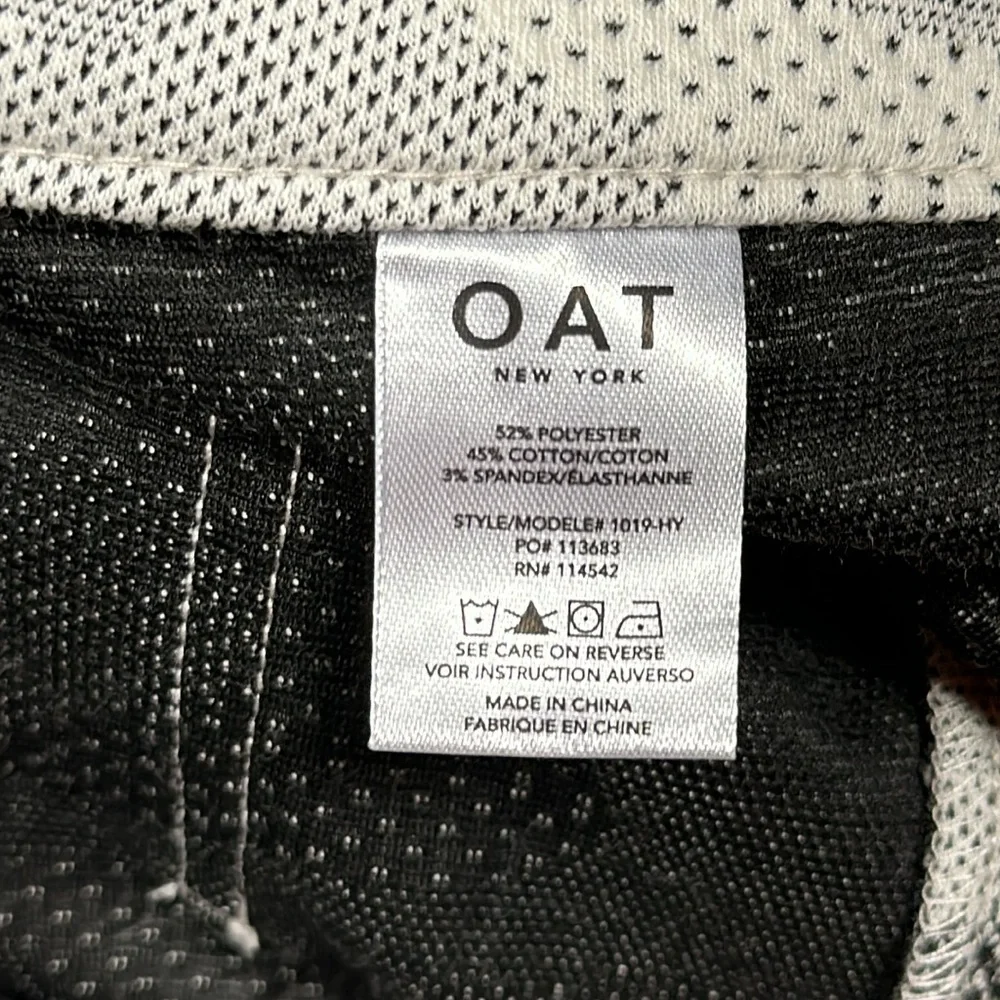 OAT
NEW YORK
52% POLYESTER
45% COTTON/COTON
3% SPANDEX/ÉLASTHANNE
STYLE/MODELE# 1019-HY
PO# 113683
RN# 114542
SEE CARE ON REVERSE
VOIR INSTRUCTION AUVERSO
MADE IN CHINA
FABRIQUE EN CHINE